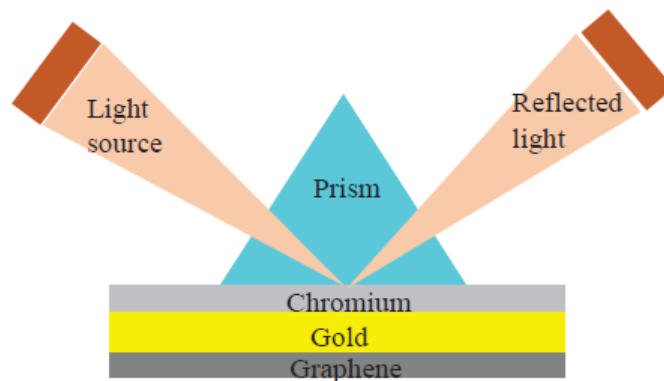 Light
source
Reflected
light
Prism
Chromium
Gold
Graphene